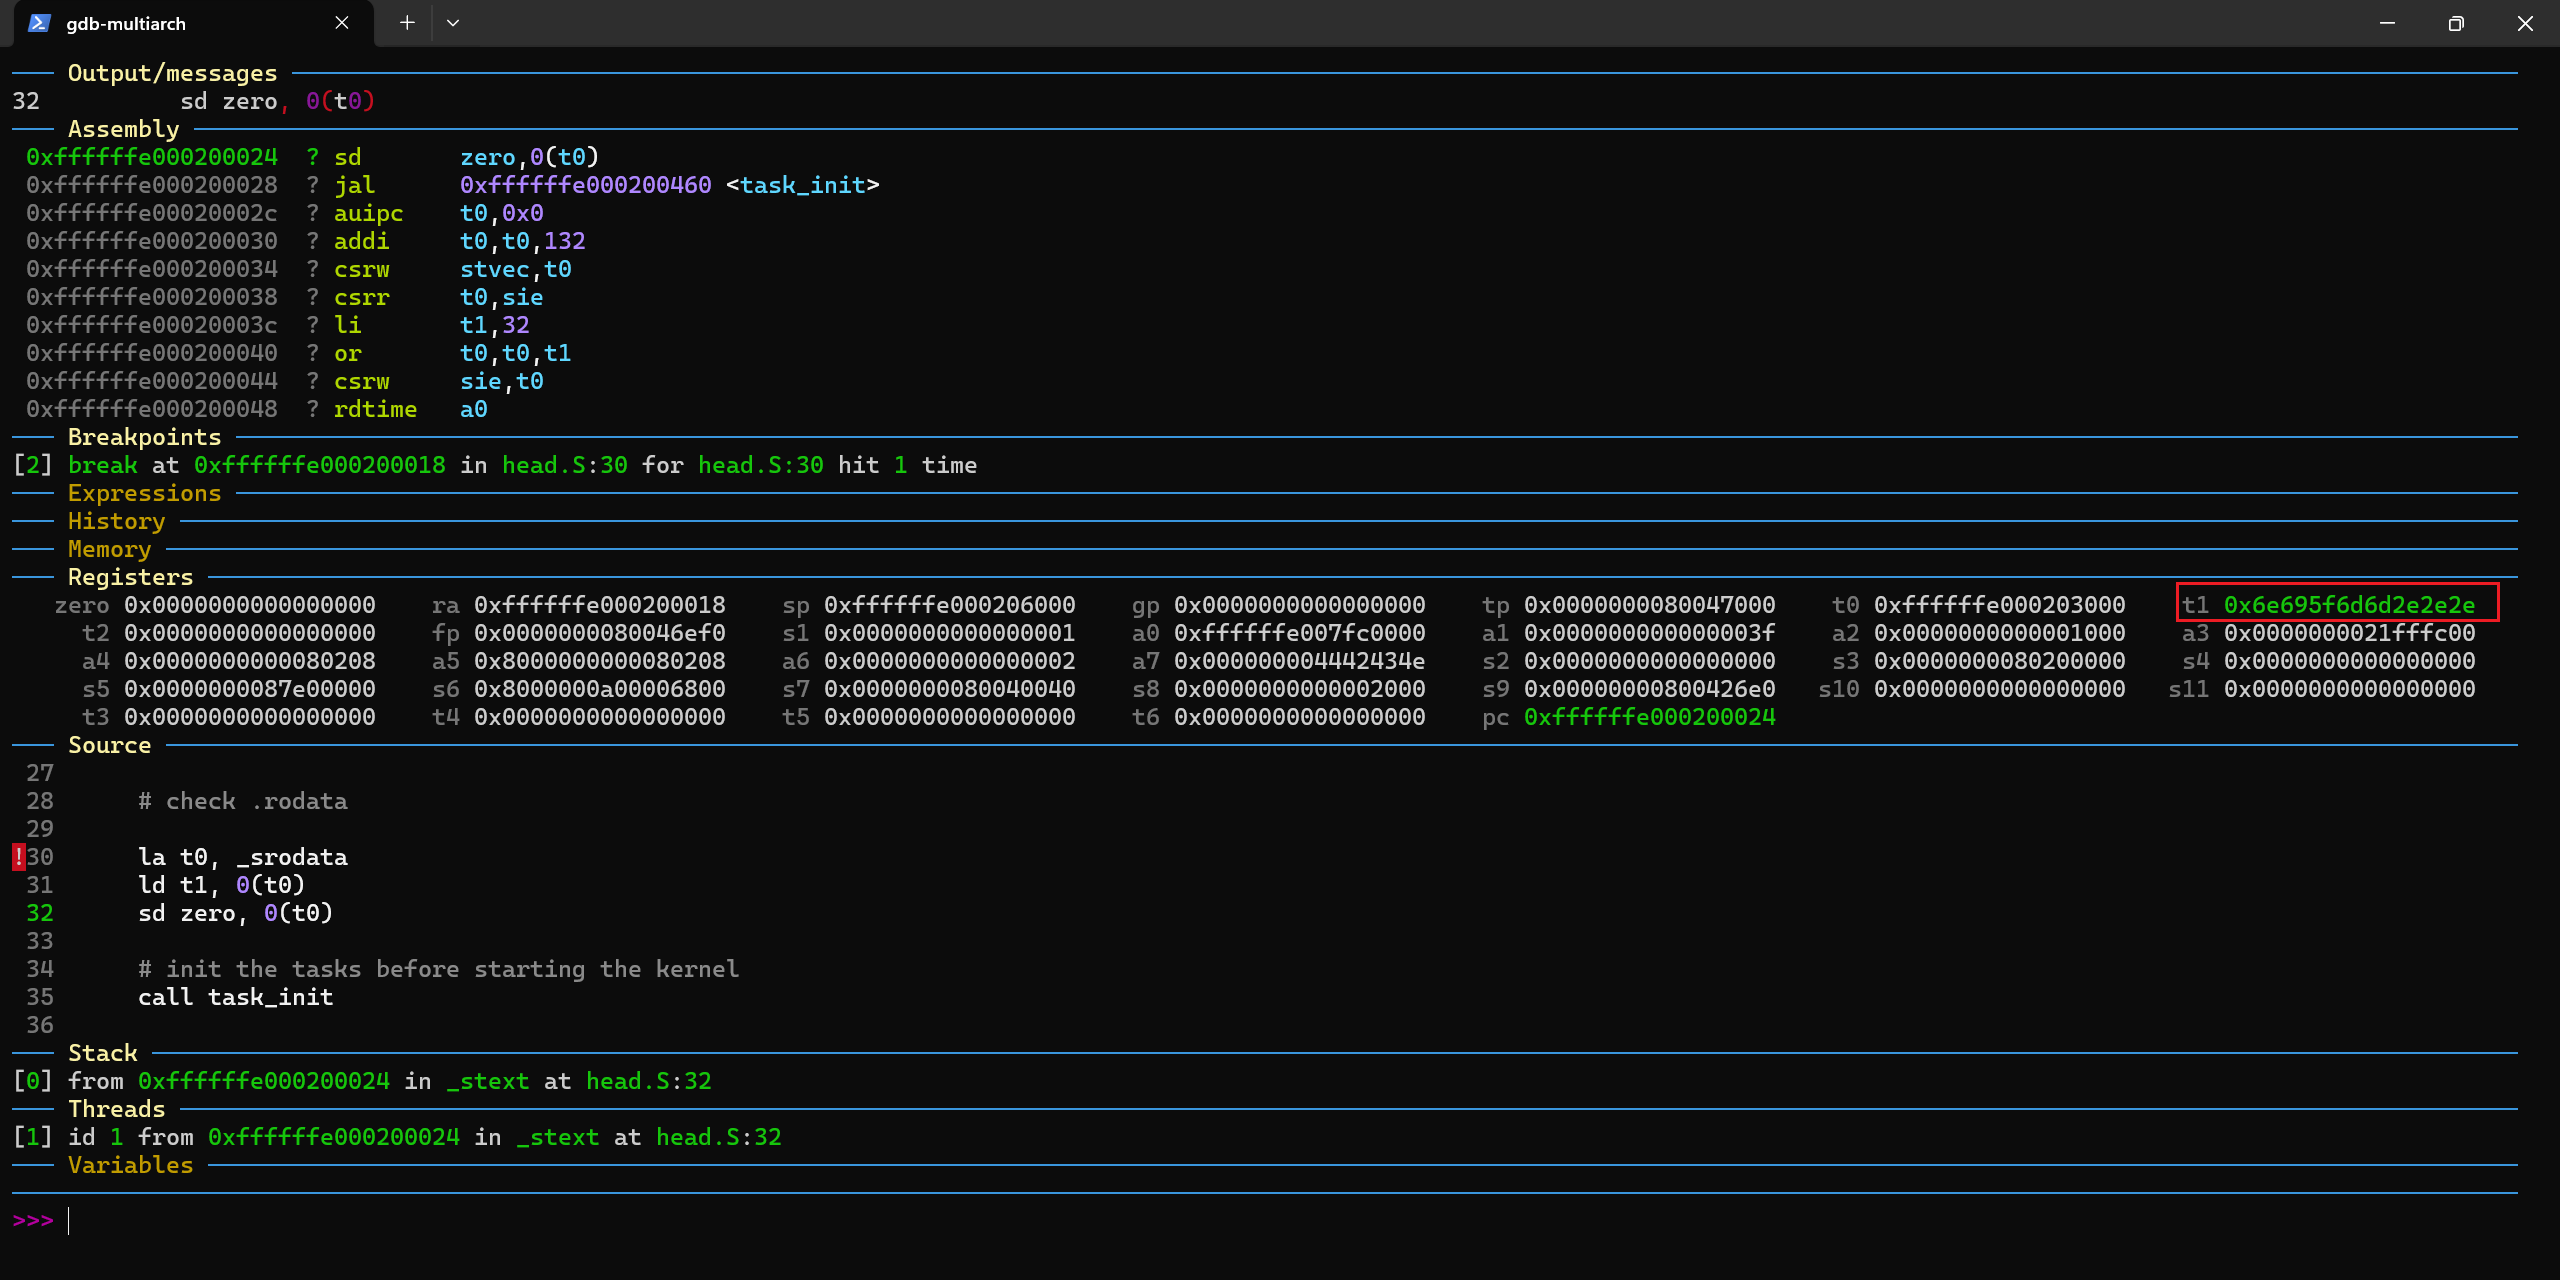 gdb-multiarch
Output/messages
32          sd zero, 0(t0)
Assembly
0xffffffe000200024  ? sd       zero,0(t0)
0xffffffe000200028  ? jal      0xffffffe000200460 <task_init>
0xffffffe00020002c  ? auipc    t0,0x0
0xffffffe000200030  ? addi     t0,t0,132
0xffffffe000200034  ? csrw     stvec,t0
0xffffffe000200038  ? csrr     t0,sie
0xffffffe00020003c  ? li       t1,32
0xffffffe000200040  ? or       t0,t0,t1
0xffffffe000200044  ? csrw     sie,t0
0xffffffe000200048  ? rdtime   a0
Breakpoints
[2] break at 0xffffffe000200018 in head.S:30 for head.S:30 hit 1 time
Expressions
History
Memory
Registers
zero 0x0000000000000000    ra 0xffffffe000200018    sp 0xffffffe000206000    gp 0x0000000000000000    tp 0x0000000080047000    t0 0xffffffe000203000    t1 0x6e695f6d6d2e2e2e
t2 0x0000000000000000    fp 0x0000000080046ef0    s1 0x0000000000000001    a0 0xffffffe007fc0000    a1 0x000000000000003f    a2 0x0000000000001000    a3 0x0000000021fffc00
a4 0x0000000000080208    a5 0x8000000000080208    a6 0x0000000000000002    a7 0x000000004442434e    s2 0x0000000000000000    s3 0x0000000080200000    s4 0x0000000000000000
s5 0x0000000087e00000    s6 0x8000000a00006800    s7 0x0000000080040040    s8 0x0000000000002000    s9 0x00000000800426e0   s10 0x0000000000000000   s11 0x0000000000000000
t3 0x0000000000000000    t4 0x0000000000000000    t5 0x0000000000000000    t6 0x0000000000000000    pc 0xffffffe000200024
Source
27
28      # check .rodata
29
!30      la t0, _srodata
31      ld t1, 0(t0)
32      sd zero, 0(t0)
33
34      # init the tasks before starting the kernel
35      call task_init
36
Stack
[0] from 0xffffffe000200024 in _stext at head.S:32
Threads
[1] id 1 from 0xffffffe000200024 in _stext at head.S:32
Variables
>>>